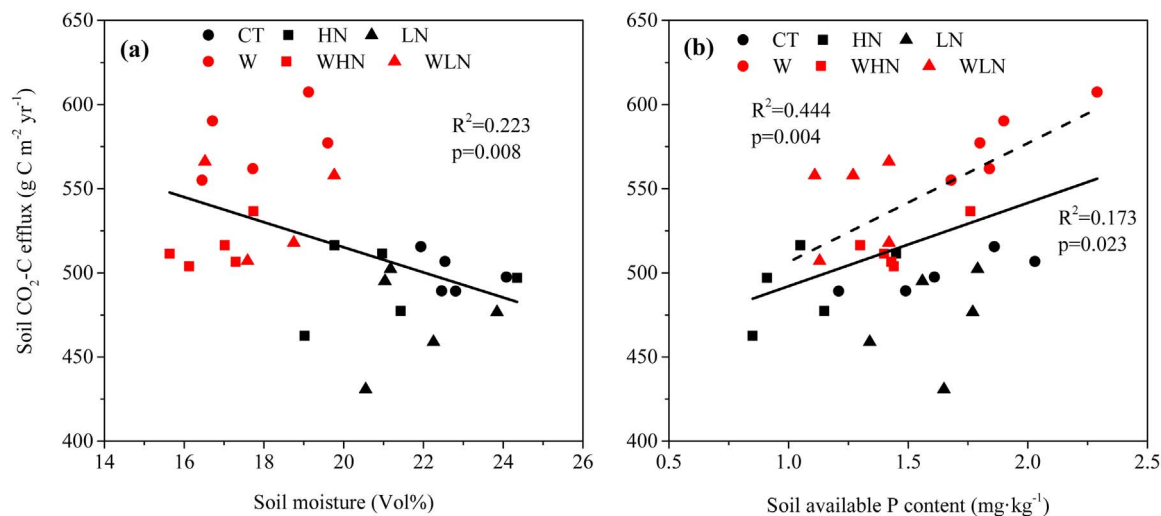 (a)
CT HN LN
W WHN WLN
R²=0.223
p=0.008
650
600
550
500
450
400
14 16 18 20 22 24 26
Soil moisture (Vol%)
Soil CO₂-C efflux (g C m⁻² yr⁻¹)
(b)
CT HN LN
W WHN WLN
R²=0.444
p=0.004
R²=0.173
p=0.023
650
600
550
500
450
400
0.5 1.0 1.5 2.0 2.5
Soil available P content (mg·kg⁻¹)